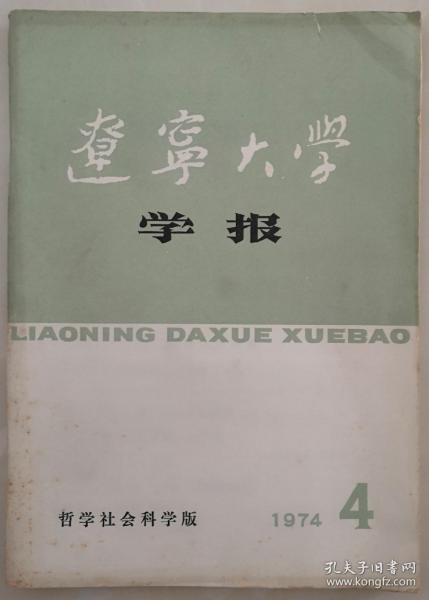 遼寧大学
学报
LIAONING DAXUE XUEBAO
哲学社会科学版
1974 4
孔夫子旧书网
www.kongfz.com